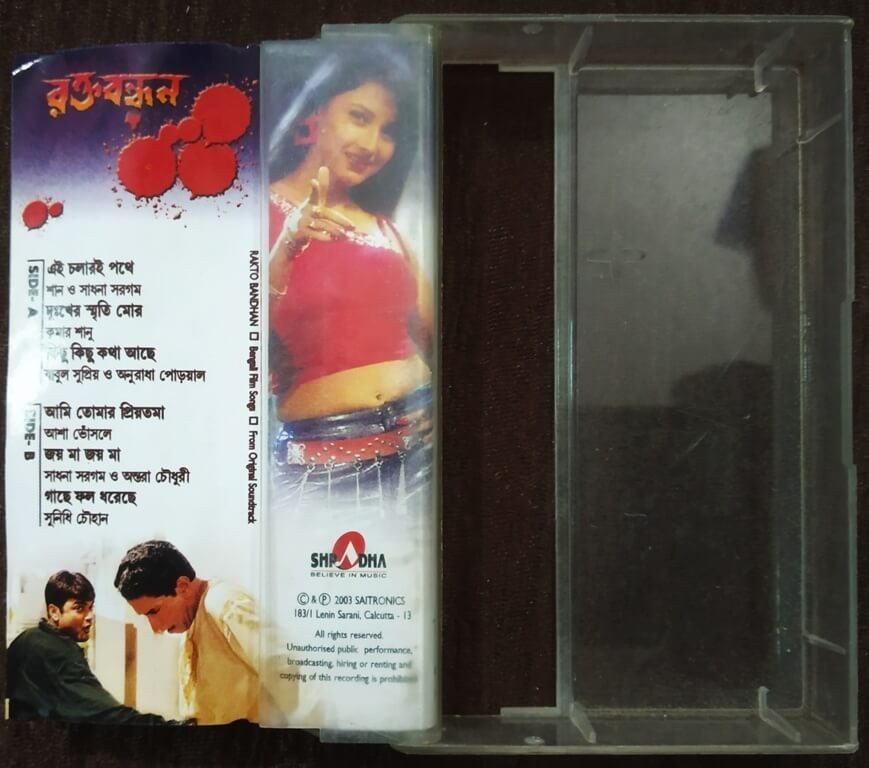 রক্তবন্ধন
SIDE-A
এই চলারই পথে
শান ও সাধনা সরগম
দুঃখের স্মৃতি মোর
কুমার শানু
কিছু কিছু কথা আছে
বাবুল সুপ্রিয় ও অনুরাধা পোড়য়াল
SIDE-B
আমি তোমার প্রিয়তমা
আশা ভোঁসলে
জয় মা জয় মা
সাধনা সরগম ও অন্তরা চৌধুরী
গাছে ফল ধরেছে
সুনিধি চৌহান
RAKTO BANDHAN □ Bengali Film Songs □ From Original Soundtrack
SHRADHA
BELIEVE IN MUSIC
© & ℗ 2003 SAITRONICS
183/1 Lenin Sarani, Calcutta - 13
All rights reserved.
Unauthorised public performance,
broadcasting, hiring or renting and
copying of this recording is prohibited